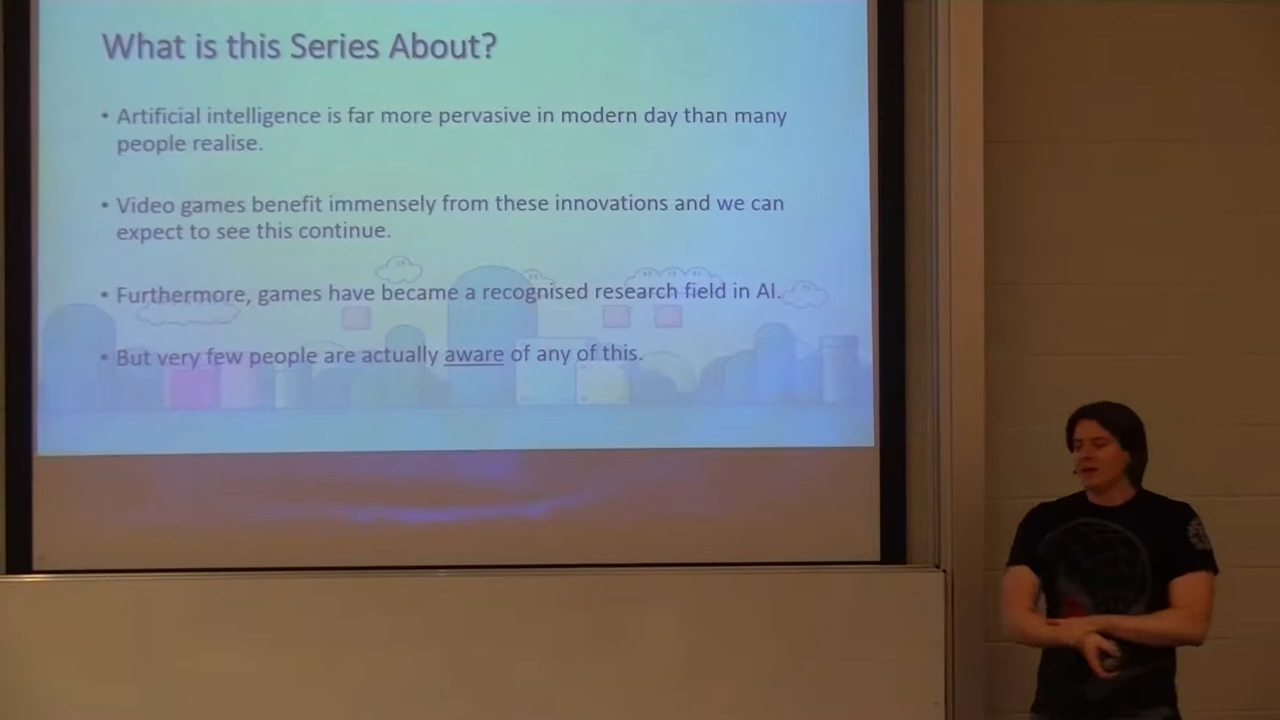 What is this Series About?
• Artificial intelligence is far more pervasive in modern day than many
people realise.
• Video games benefit immensely from these innovations and we can
expect to see this continue.
• Furthermore, games have became a recognised research field in AI.
• But very few people are actually aware of any of this.